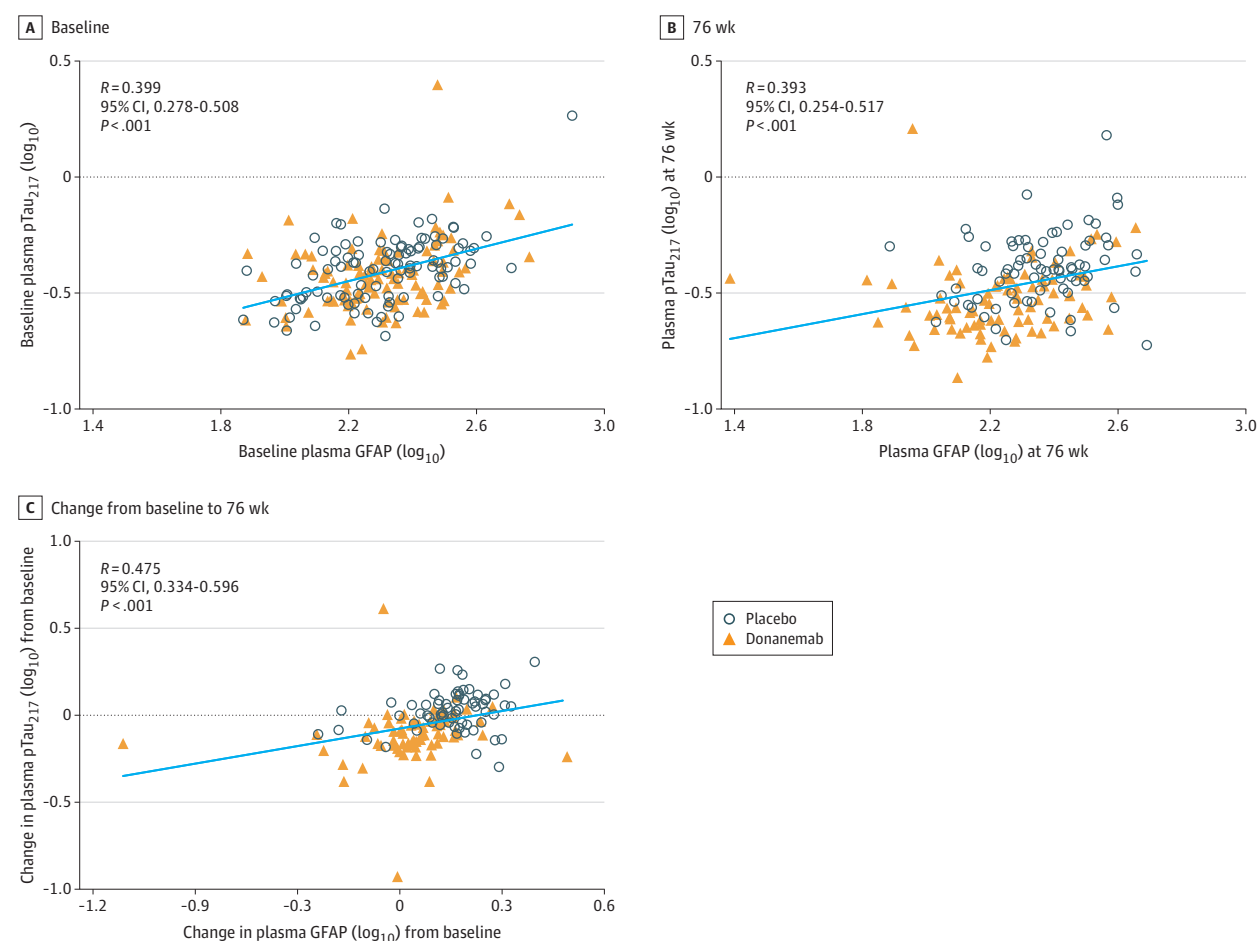 A Baseline
0.5
0
-0.5
-1.0
Baseline plasma pTau217 (log10)
R = 0.399
95% CI, 0.278-0.508
P < .001
1.4 1.8 2.2 2.6 3.0
Baseline plasma GFAP (log10)
B 76 wk
0.5
0
-0.5
-1.0
Plasma pTau217 (log10) at 76 wk
R = 0.393
95% CI, 0.254-0.517
P < .001
1.4 1.8 2.2 2.6 3.0
Plasma GFAP (log10) at 76 wk
C Change from baseline to 76 wk
1.0
0.5
0
-0.5
-1.0
Change in plasma pTau217 (log10) from baseline
R = 0.475
95% CI, 0.334-0.596
P < .001
-1.2 -0.9 -0.3 0 0.3 0.6
Change in plasma GFAP (log10) from baseline
Placebo
Donanemab